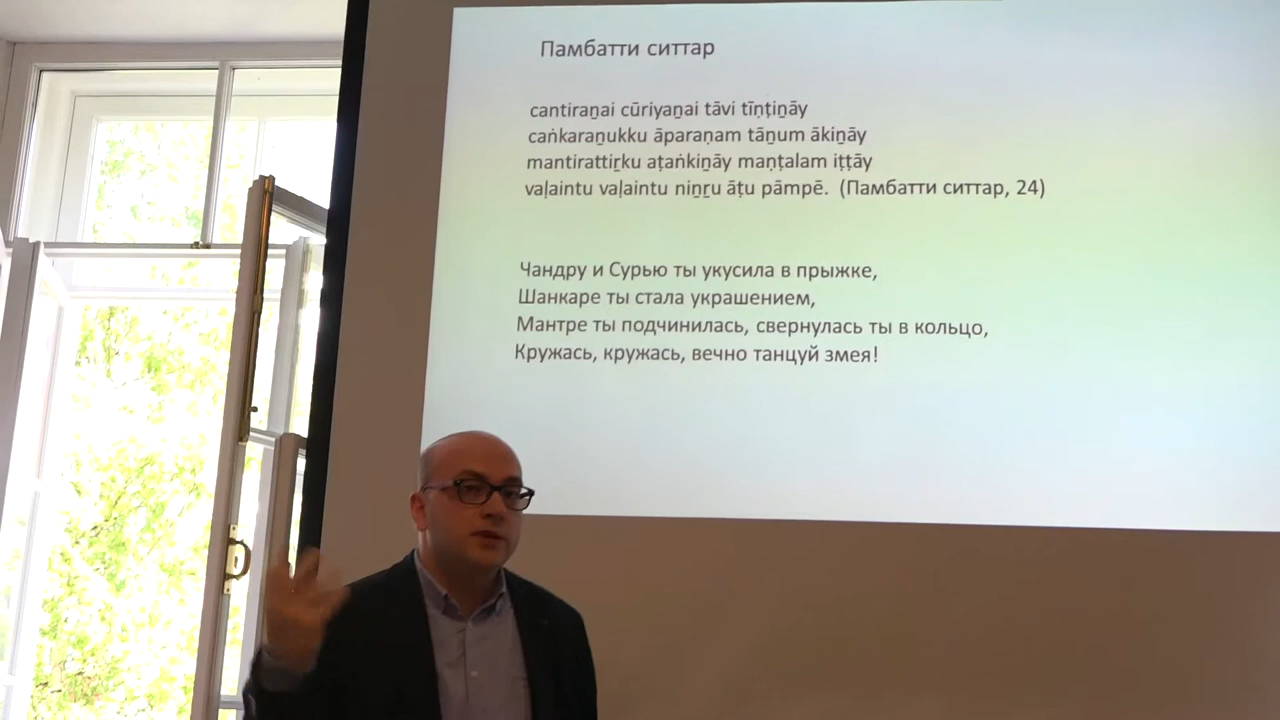 Памбатти ситтар
cantiraṉai cūriyaṉai tāvi tīṇṭiṉāy
caṅkaraṉukku āparaṇam tāṉum ākiṉāy
mantirattiṟku aṭaṅkiṉāy maṇṭalam iṭṭāy
vaḷaintu vaḷaintu niṉṟu āṭu pāmpē. (Памбатти ситтар, 24)
Чандру и Сурью ты укусила в прыжке,
Шанкаре ты стала украшением,
Мантре ты подчинилась, свернулась ты в кольцо,
Кружась, кружась, вечно танцуй змея!